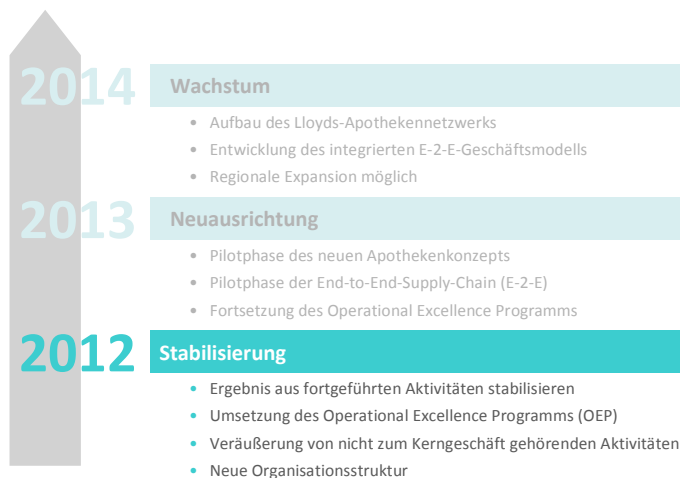 2014 Wachstum
• Aufbau des Lloyds-Apothekennetzwerks
• Entwicklung des integrierten E-2-E-Geschäftsmodells
• Regionale Expansion möglich
2013 Neuausrichtung
• Pilotphase des neuen Apothekenkonzepts
• Pilotphase der End-to-End-Supply-Chain (E-2-E)
• Fortsetzung des Operational Excellence Programms
2012 Stabilisierung
• Ergebnis aus fortgeführten Aktivitäten stabilisieren
• Umsetzung des Operational Excellence Programms (OEP)
• Veräußerung von nicht zum Kerngeschäft gehörenden Aktivitäten
• Neue Organisationsstruktur